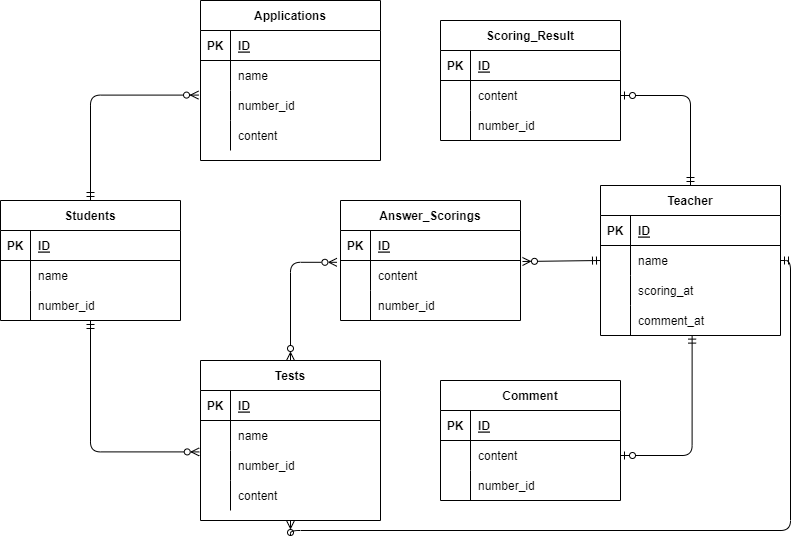 Applications
PK ID
name
number_id
content
Scoring_Result
PK ID
content
number_id
Students
PK ID
name
number_id
Answer_Scorings
PK ID
content
number_id
Teacher
PK ID
name
scoring_at
comment_at
Tests
PK ID
name
number_id
content
Comment
PK ID
content
number_id